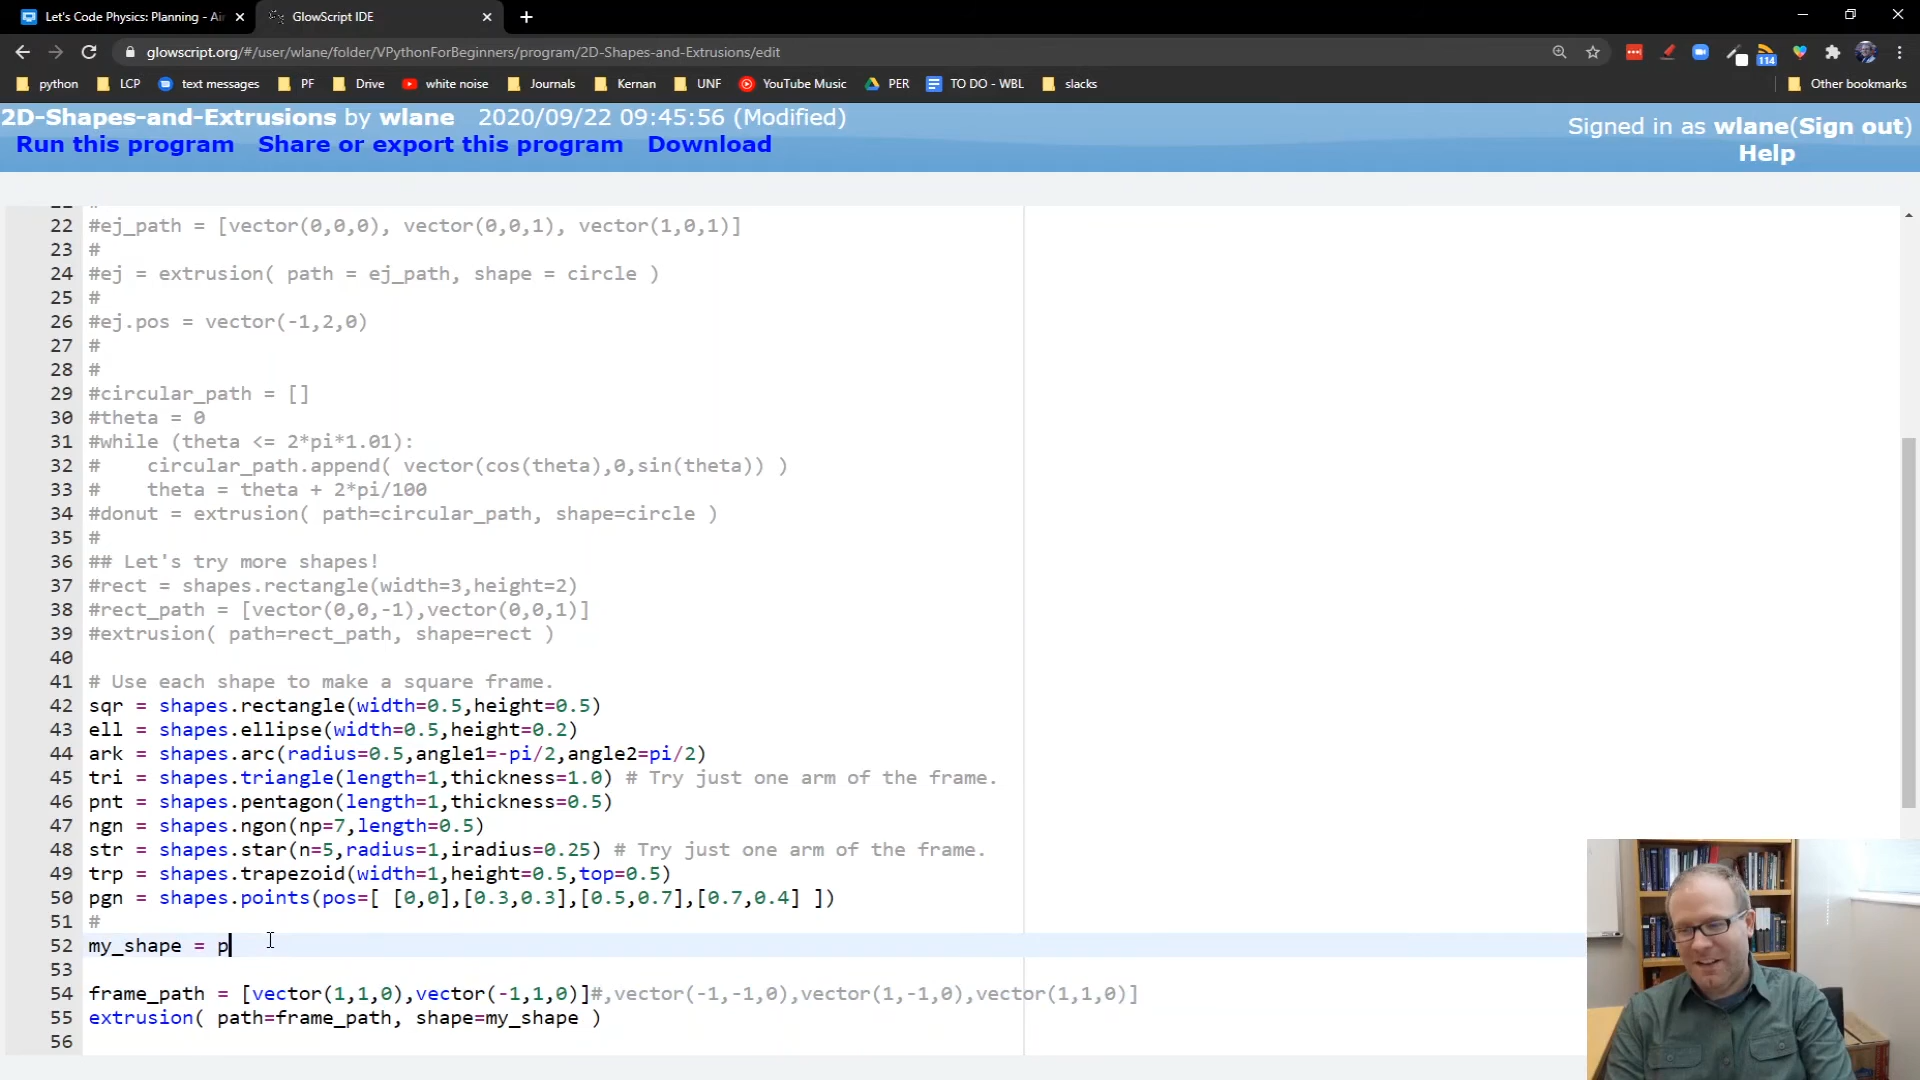 Let's Code Physics: Planning - Air
GlowScript IDE
glowscript.org/#/user/wlane/folder/VPythonForBeginners/program/2D-Shapes-and-Extrusions/edit
114
python LCP text messages PF Drive white noise Journals Kernan UNF YouTube Music PER TO DO - WBL slacks Other bookmarks
2D-Shapes-and-Extrusions by wlane 2020/09/22 09:45:56 (Modified)
Signed in as wlane(Sign out)
Run this program Share or export this program Download
Help
22 #ej_path = [vector(0,0,0), vector(0,0,1), vector(1,0,1)]
23 #
24 #ej = extrusion( path = ej_path, shape = circle )
25 #
26 #ej.pos = vector(-1,2,0)
27 #
28 #
29 #circular_path = []
30 #theta = 0
31 #while (theta <= 2*pi*1.01):
32 #    circular_path.append( vector(cos(theta),0,sin(theta)) )
33 #    theta = theta + 2*pi/100
34 #donut = extrusion( path=circular_path, shape=circle )
35 #
36 ## Let's try more shapes!
37 #rect = shapes.rectangle(width=3,height=2)
38 #rect_path = [vector(0,0,-1),vector(0,0,1)]
39 #extrusion( path=rect_path, shape=rect )
40
41 # Use each shape to make a square frame.
42 sqr = shapes.rectangle(width=0.5,height=0.5)
43 ell = shapes.ellipse(width=0.5,height=0.2)
44 ark = shapes.arc(radius=0.5,angle1=-pi/2,angle2=pi/2)
45 tri = shapes.triangle(length=1,thickness=1.0) # Try just one arm of the frame.
46 pnt = shapes.pentagon(length=1,thickness=0.5)
47 ngn = shapes.ngon(np=7,length=0.5)
48 str = shapes.star(n=5,radius=1,iradius=0.25) # Try just one arm of the frame.
49 trp = shapes.trapezoid(width=1,height=0.5,top=0.5)
50 pgn = shapes.points(pos=[ [0,0],[0.3,0.3],[0.5,0.7],[0.7,0.4] ])
51 #
52 my_shape = p
53
54 frame_path = [vector(1,1,0),vector(-1,1,0)]#,vector(-1,-1,0),vector(1,-1,0),vector(1,1,0)]
55 extrusion( path=frame_path, shape=my_shape )
56